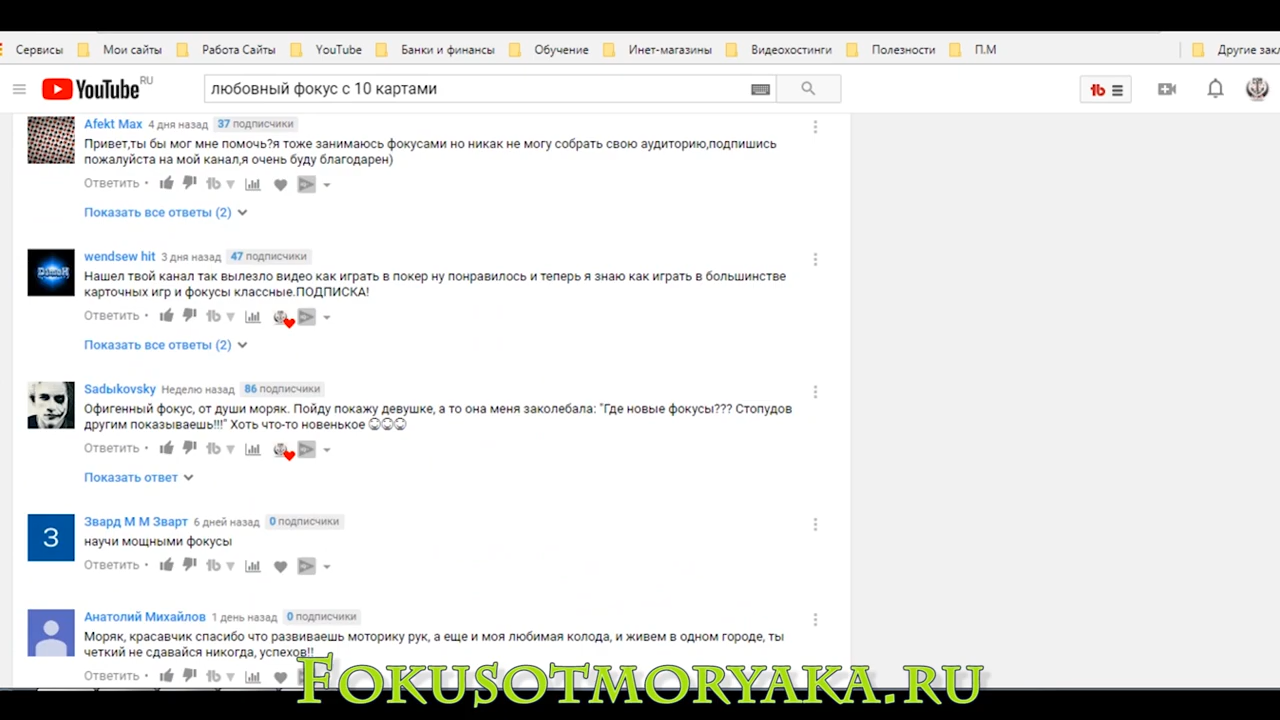 Сервисы Мои сайты Работа Сайты YouTube Банки и финансы Обучение Инет-магазины Видеохостинги Полезности П.М Другие закл
YouTube RU любовный фокус с 10 картами
Afekt Max 4 дня назад 37 подписчики
Привет,ты бы мог мне помочь?я тоже занимаюсь фокусами но никак не могу собрать свою аудиторию,подпишись
пожалуйста на мой канал,я очень буду благодарен)
Ответить
Показать все ответы (2)
wendsew hit 3 дня назад 47 подписчики
Нашел твой канал так вылезло видео как играть в покер ну понравилось и теперь я знаю как играть в большинстве
карточных игр и фокусы классные.ПОДПИСКА!
Ответить
Показать все ответы (2)
Sadыkovsky Неделю назад 86 подписчики
Офигенный фокус, от души моряк. Пойду покажу девушке, а то она меня заколебала: "Где новые фокусы??? Стопудов
другим показываешь!!!" Хоть что-то новенькое
Ответить
Показать ответ
З
Звард М М Зварт 6 дней назад 0 подписчики
научи мощными фокусы
Ответить
Анатолий Михайлов 1 день назад 0 подписчики
Моряк, красавчик спасибо что развиваешь моторику рук, а еще и моя любимая колода, и живем в одном городе, ты
четкий не сдавайся никогда, успехов!!
Ответить
Fokusotmoryaka.ru